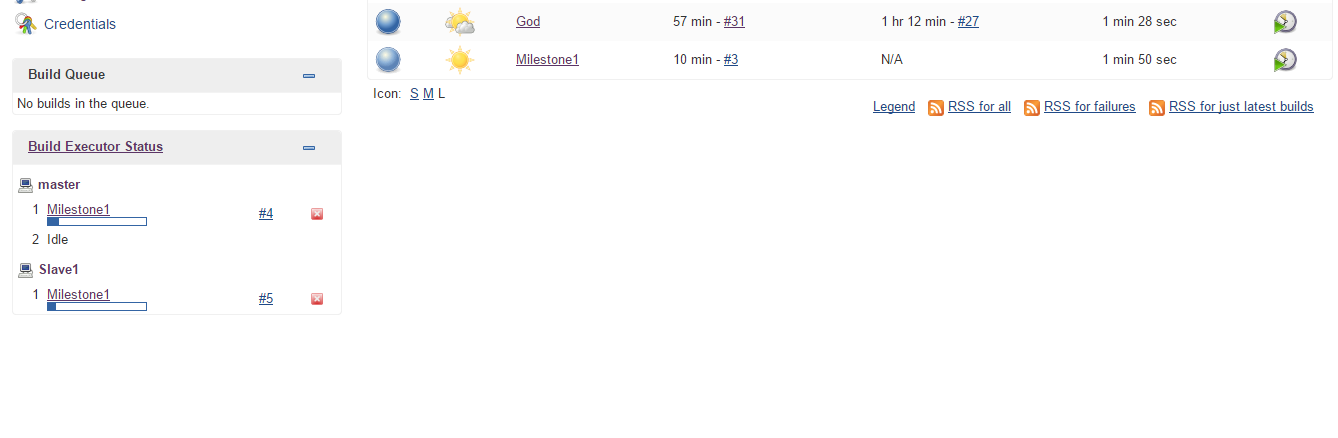 Credentials
Build Queue
No builds in the queue.
Build Executor Status
master
1 Milestone1 #4
2 Idle
Slave1
1 Milestone1 #5
God 57 min - #31 1 hr 12 min - #27 1 min 28 sec
Milestone1 10 min - #3 N/A 1 min 50 sec
Icon: S M L
Legend RSS for all RSS for failures RSS for just latest builds